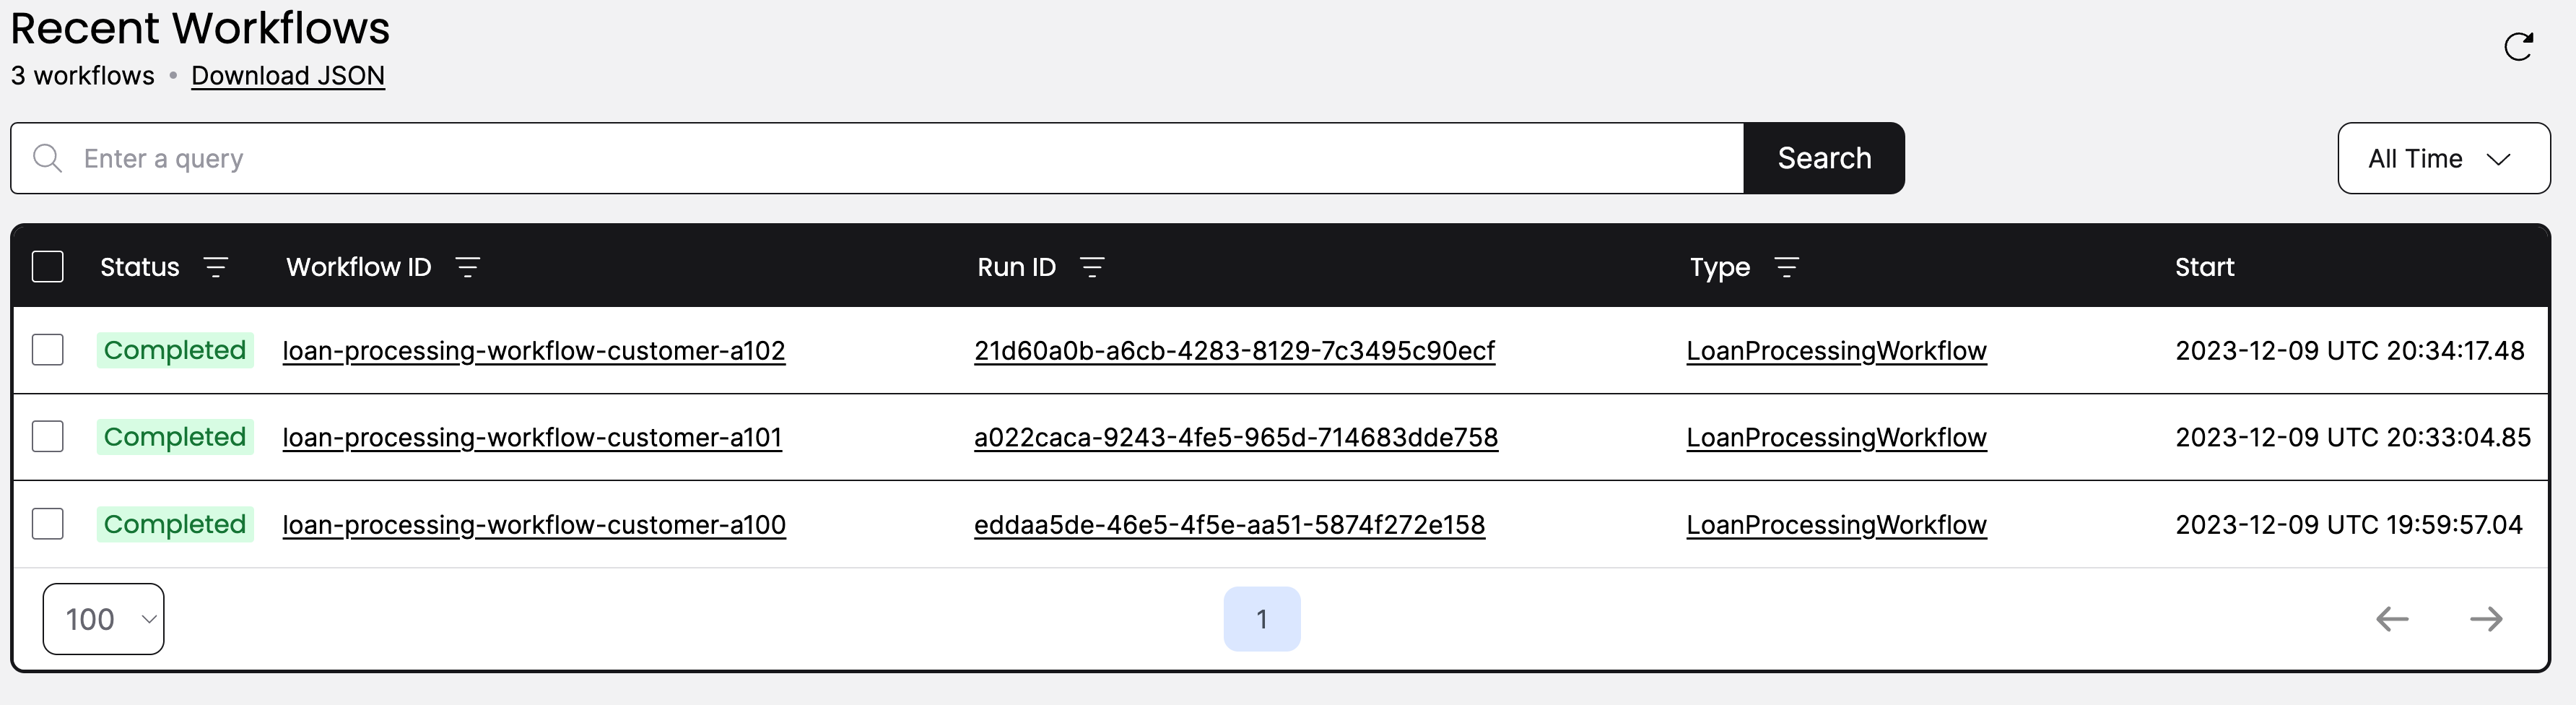 Recent Workflows
3 workflows • Download JSON
Enter a query Search All Time
Status Workflow ID Run ID Type Start
Completed loan-processing-workflow-customer-a102 21d60a0b-a6cb-4283-8129-7c3495c90ecf LoanProcessingWorkflow 2023-12-09 UTC 20:34:17.48
Completed loan-processing-workflow-customer-a101 a022caca-9243-4fe5-965d-714683dde758 LoanProcessingWorkflow 2023-12-09 UTC 20:33:04.85
Completed loan-processing-workflow-customer-a100 eddaa5de-46e5-4f5e-aa51-5874f272e158 LoanProcessingWorkflow 2023-12-09 UTC 19:59:57.04
100 1